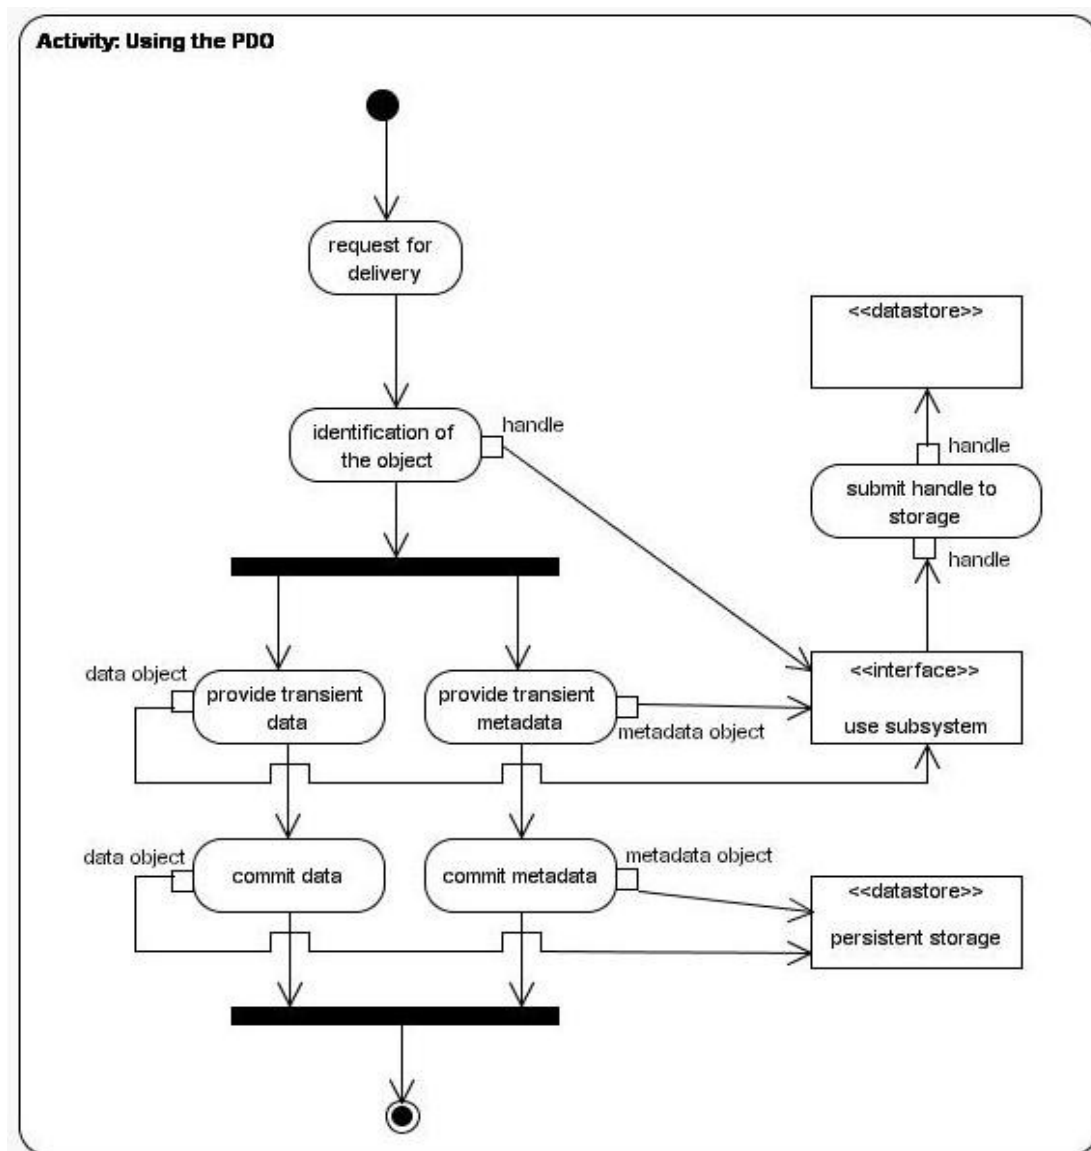 Activity: Using the PDO
request for
delivery
<<datastore>>
identification of
the object
handle
handle
submit handle to
storage
handle
data object
provide transient
data
provide transient
metadata
metadata object
<<interface>>
use subsystem
data object
commit data
commit metadata
metadata object
<<datastore>>
persistent storage